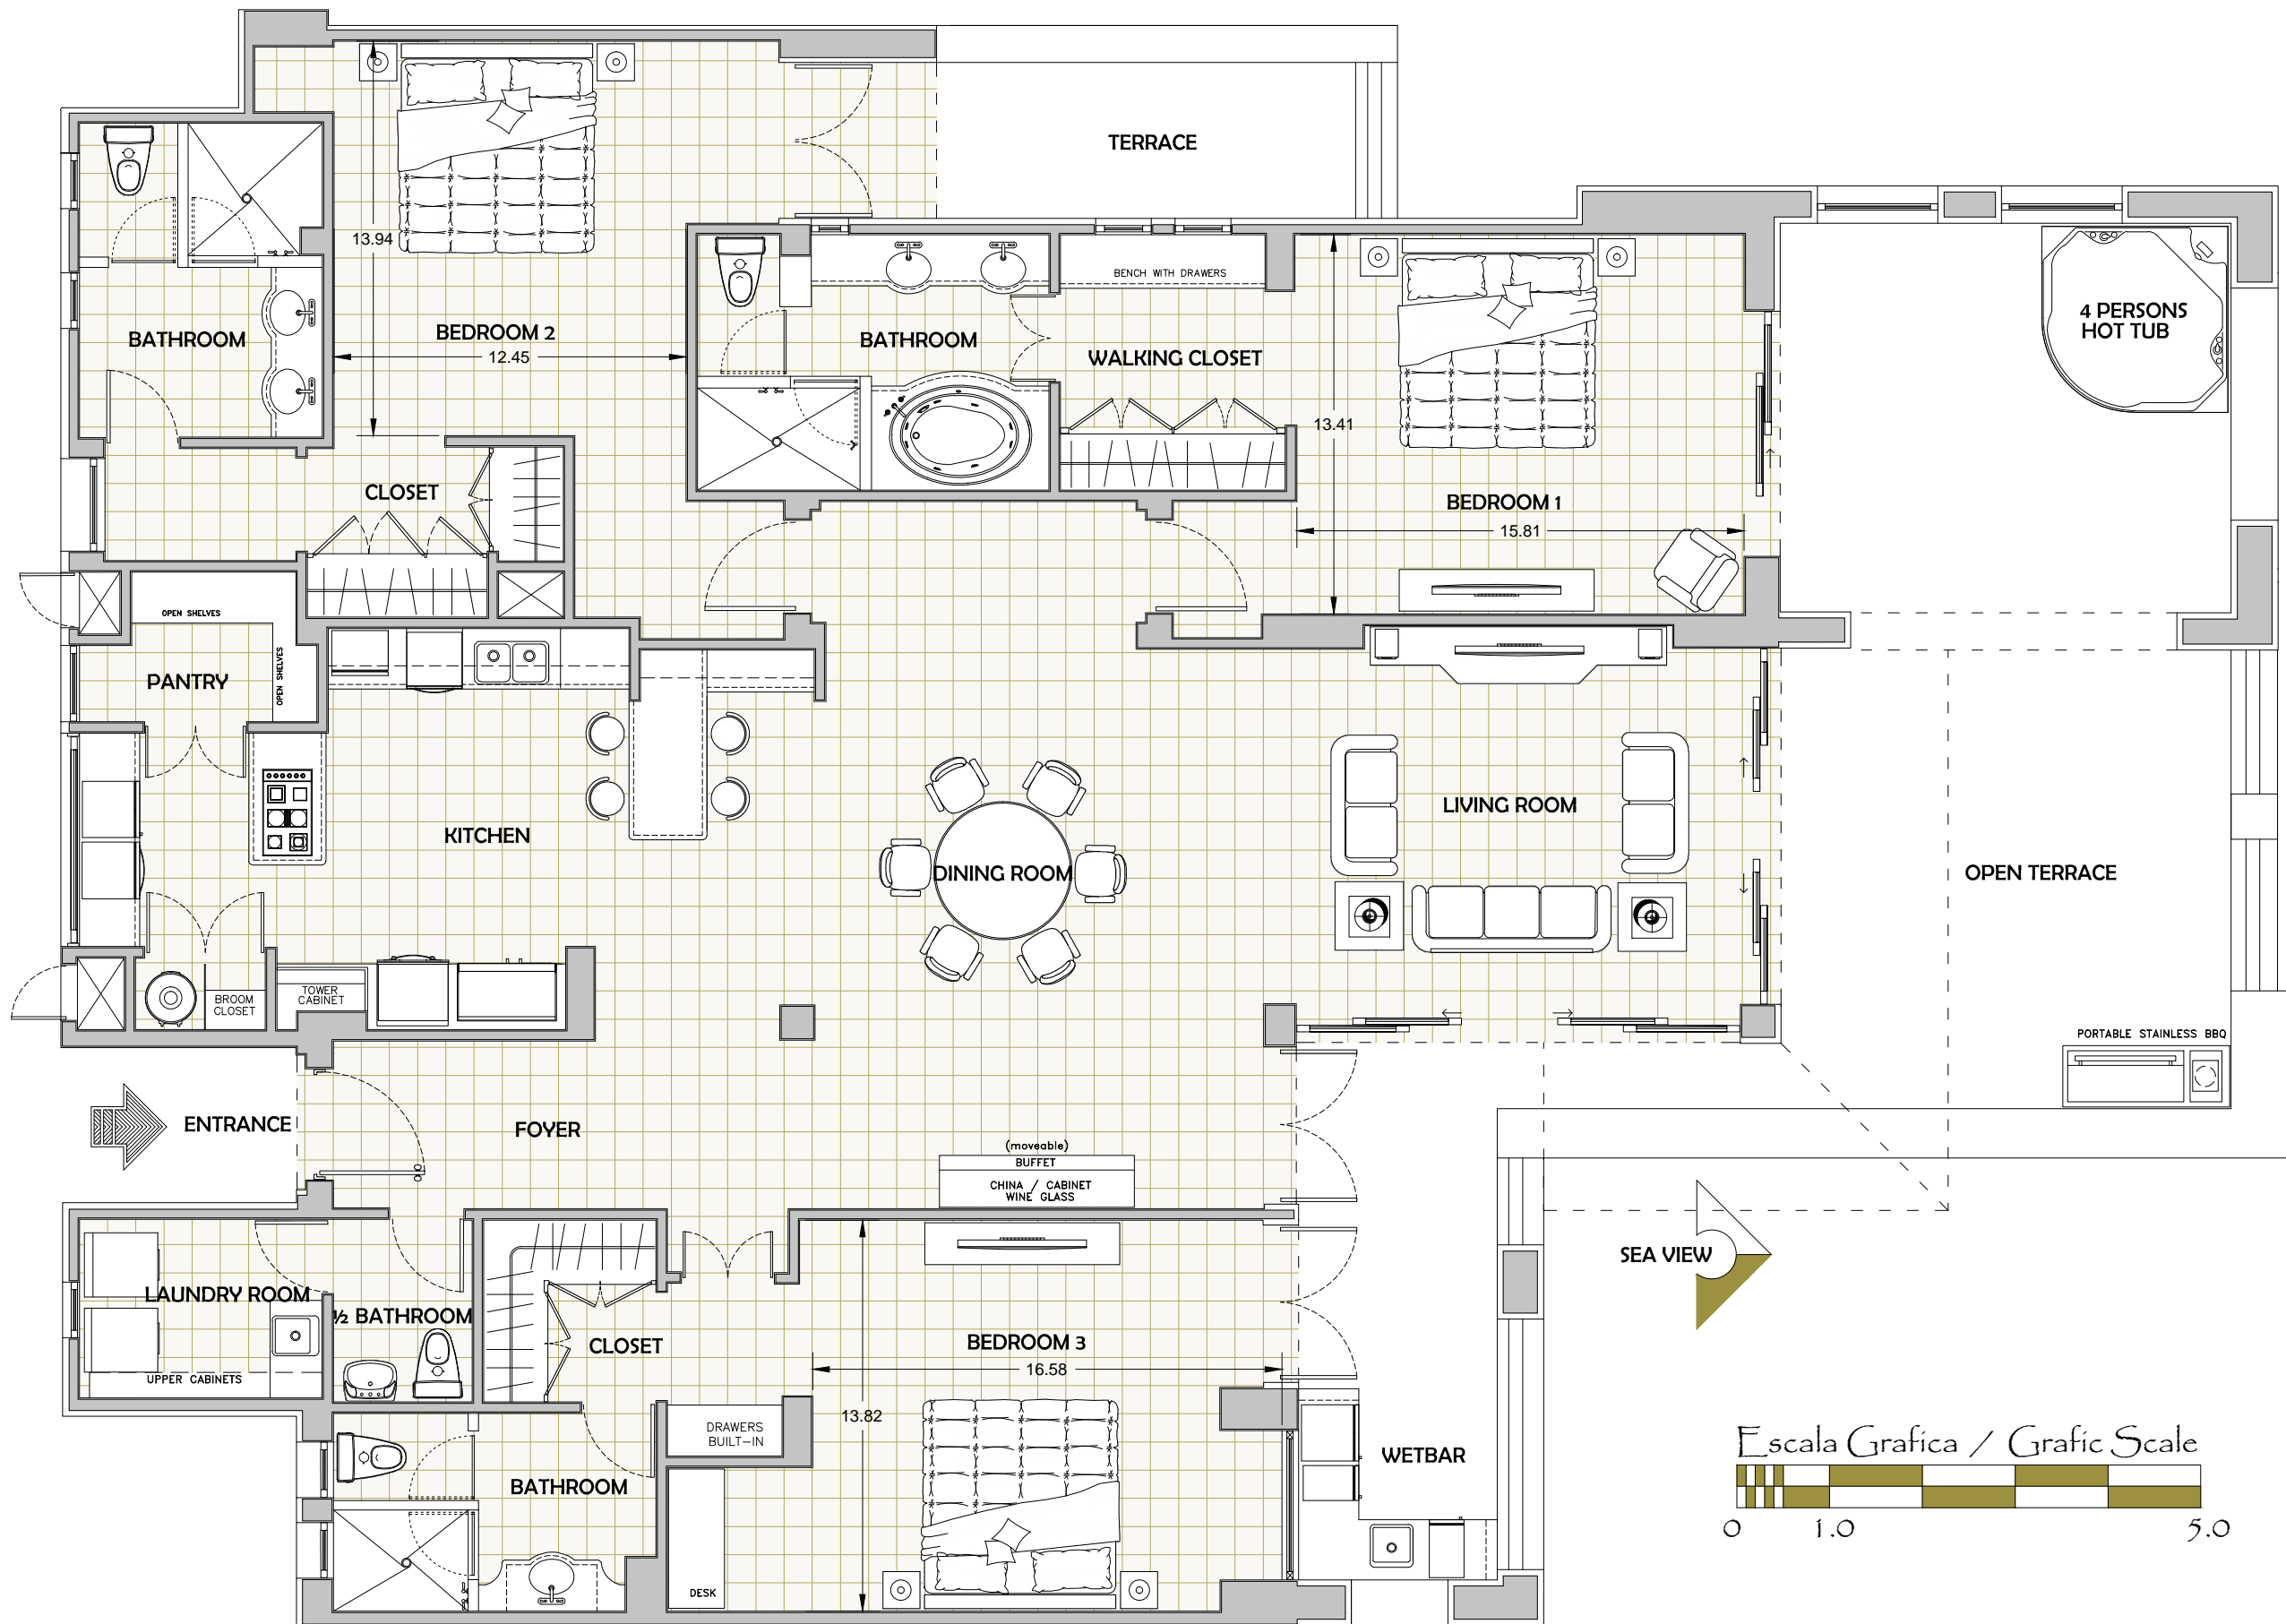 TERRACE
13.94
BEDROOM 2
12.45
BATHROOM
BENCH WITH DRAWERS
BATHROOM
WALKING CLOSET
4 PERSONS
HOT TUB
13.41
CLOSET
BEDROOM 1
15.81
OPEN SHELVES
OPEN SHELVES
PANTRY
KITCHEN
LIVING ROOM
DINING ROOM
OPEN TERRACE
BROOM
CLOSET
TOWER
CABINET
PORTABLE STAINLESS BBQ
ENTRANCE
FOYER
(moveable)
BUFFET
CHINA / CABINET
WINE GLASS
SEA VIEW
LAUNDRY ROOM
½ BATHROOM
UPPER CABINETS
CLOSET
BEDROOM 3
16.58
13.82
DRAWERS
BUILT-IN
WETBAR
BATHROOM
DESK
Escala Grafica / Grafic Scale
0 1.0 5.0